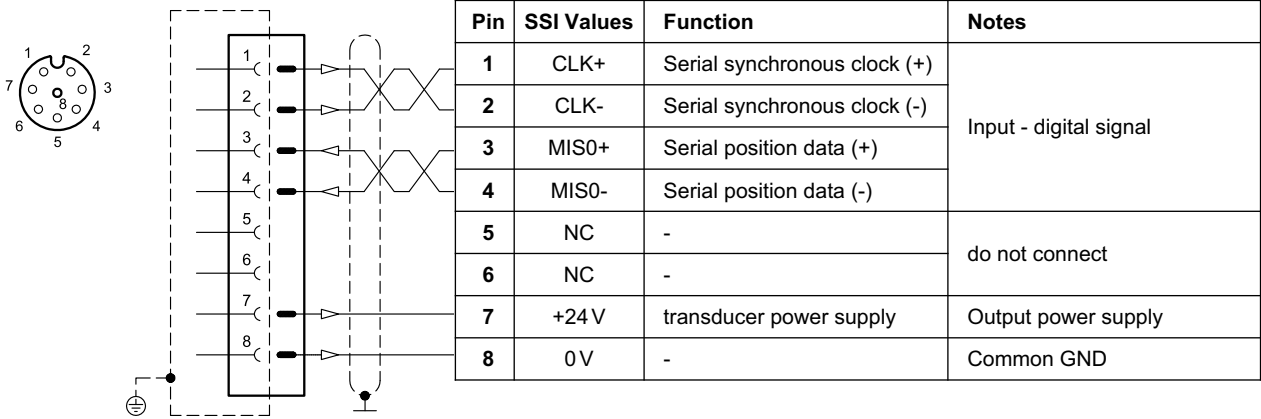 1 2
7 8 3
6 4
5
1
2
3
4
5
6
7
8
Pin SSI Values Function Notes
1 CLK+ Serial synchronous clock (+)
2 CLK- Serial synchronous clock (-)
Input - digital signal
3 MIS0+ Serial position data (+)
4 MIS0- Serial position data (-)
5 NC -
do not connect
6 NC -
7 +24 V transducer power supply Output power supply
8 0 V - Common GND